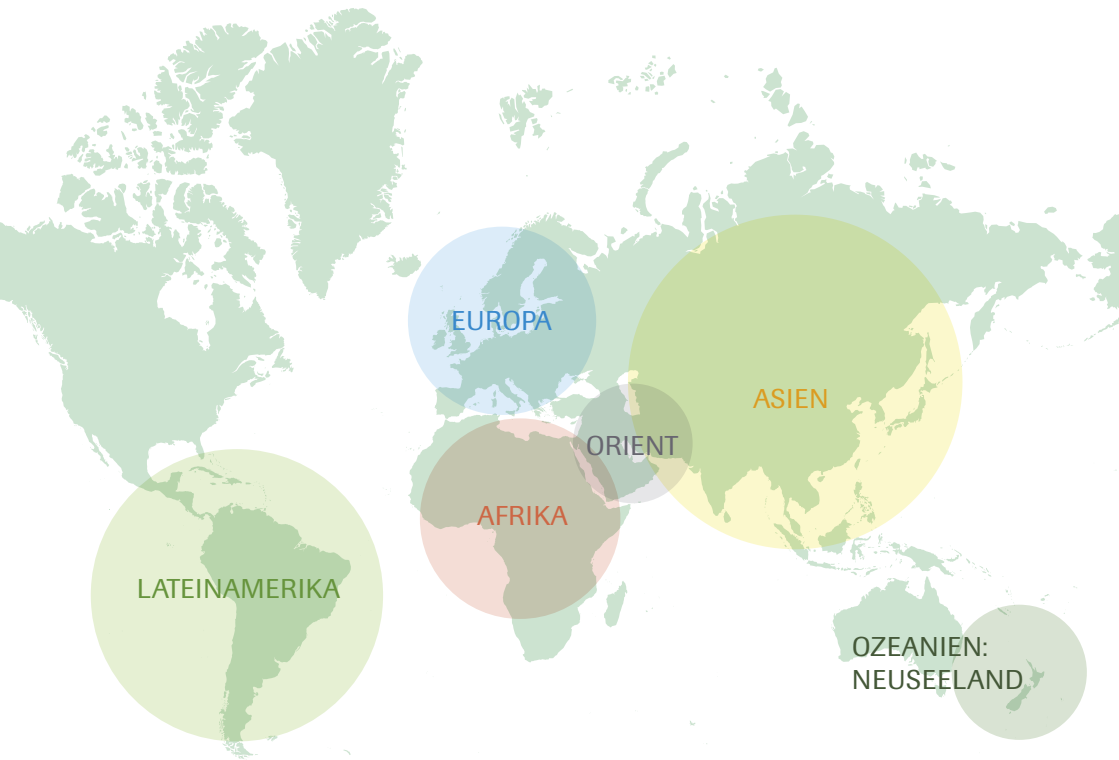 EUROPA
ASIEN
ORIENT
AFRIKA
LATEINAMERIKA
OZEANIEN:
NEUSEELAND